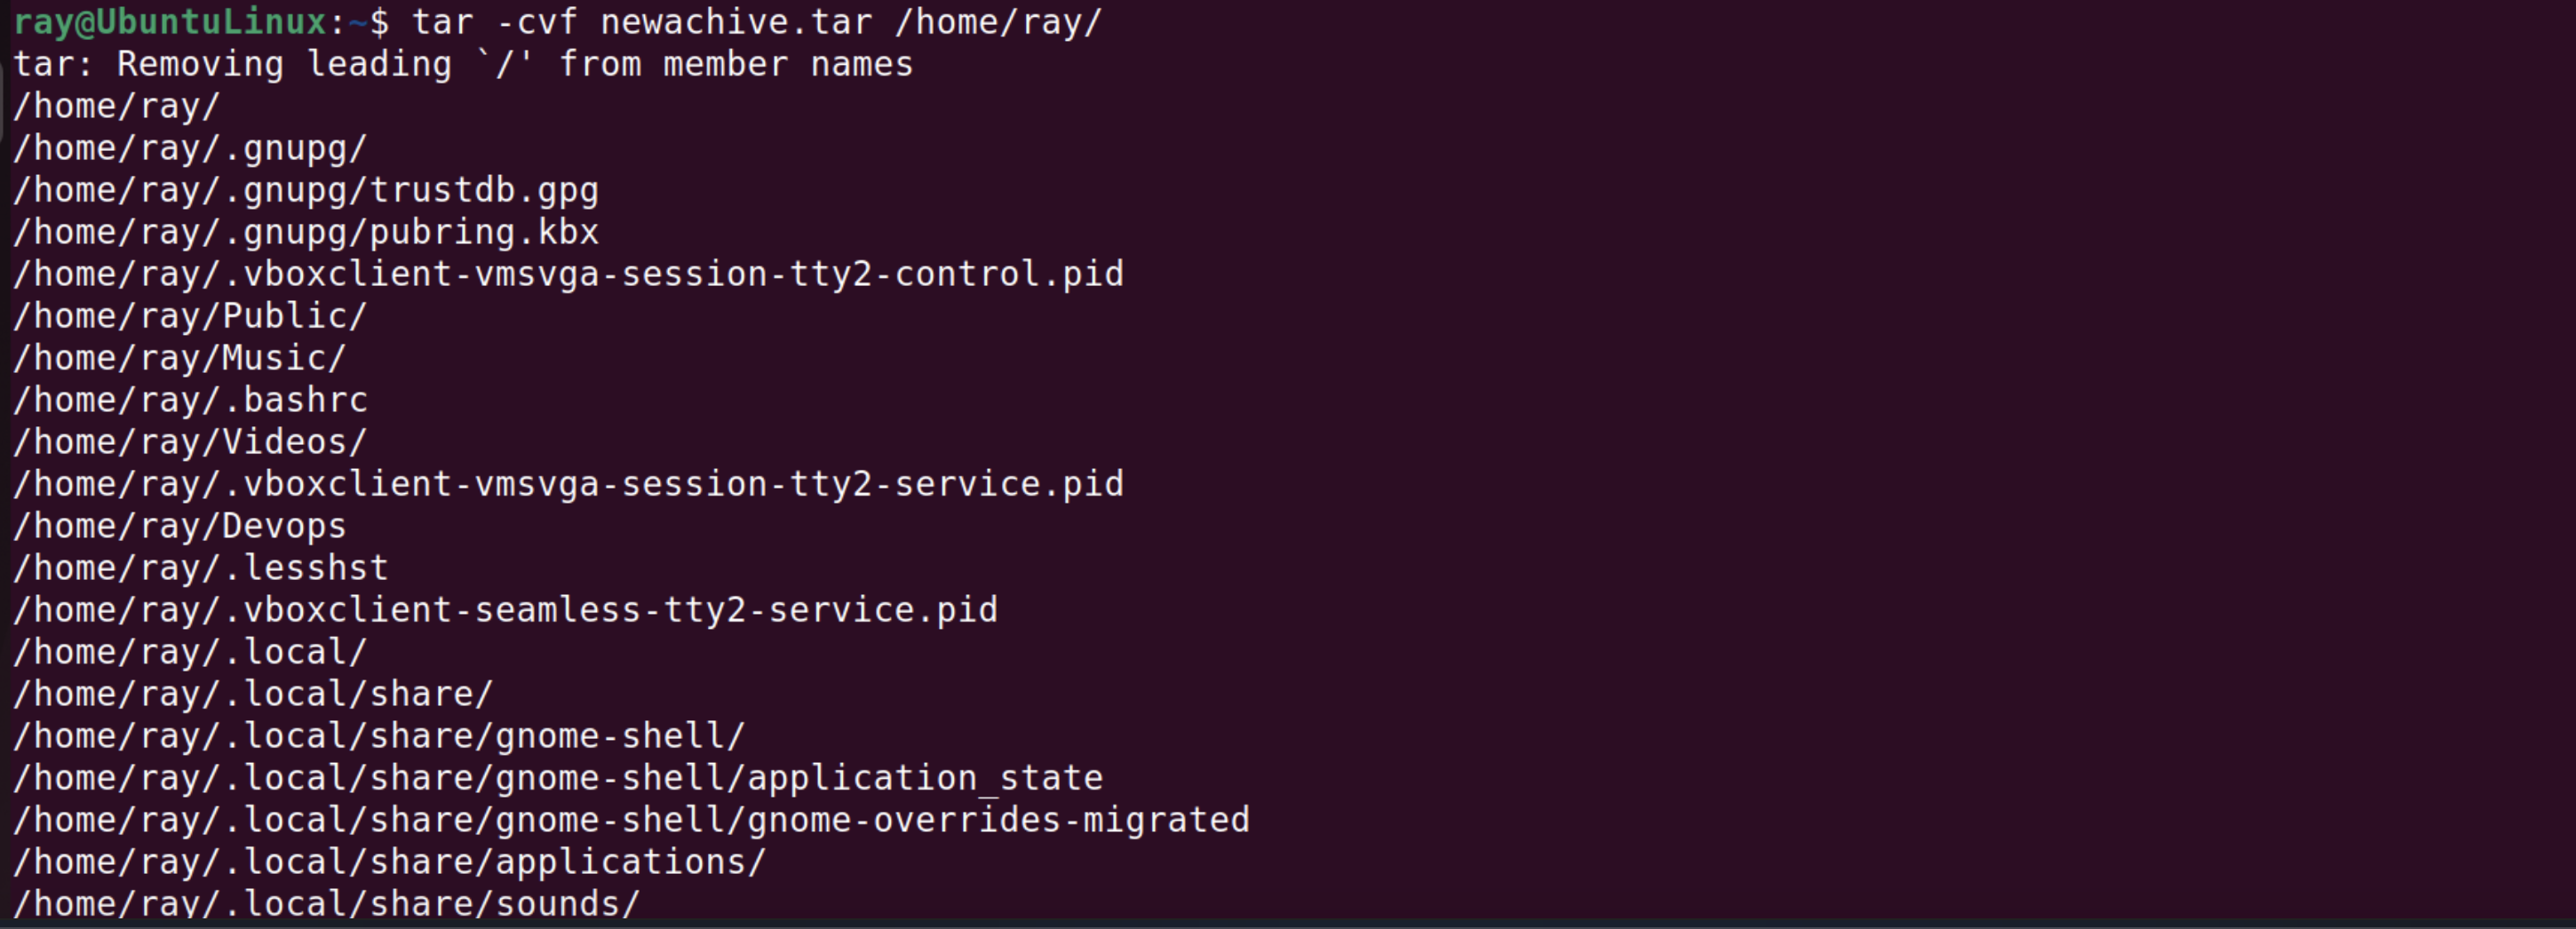 ray@UbuntuLinux:~$ tar -cvf newachive.tar /home/ray/
tar: Removing leading `/' from member names
/home/ray/
/home/ray/.gnupg/
/home/ray/.gnupg/trustdb.gpg
/home/ray/.gnupg/pubring.kbx
/home/ray/.vboxclient-vmsvga-session-tty2-control.pid
/home/ray/Public/
/home/ray/Music/
/home/ray/.bashrc
/home/ray/Videos/
/home/ray/.vboxclient-vmsvga-session-tty2-service.pid
/home/ray/Devops
/home/ray/.lesshst
/home/ray/.vboxclient-seamless-tty2-service.pid
/home/ray/.local/
/home/ray/.local/share/
/home/ray/.local/share/gnome-shell/
/home/ray/.local/share/gnome-shell/application_state
/home/ray/.local/share/gnome-shell/gnome-overrides-migrated
/home/ray/.local/share/applications/
/home/ray/.local/share/sounds/